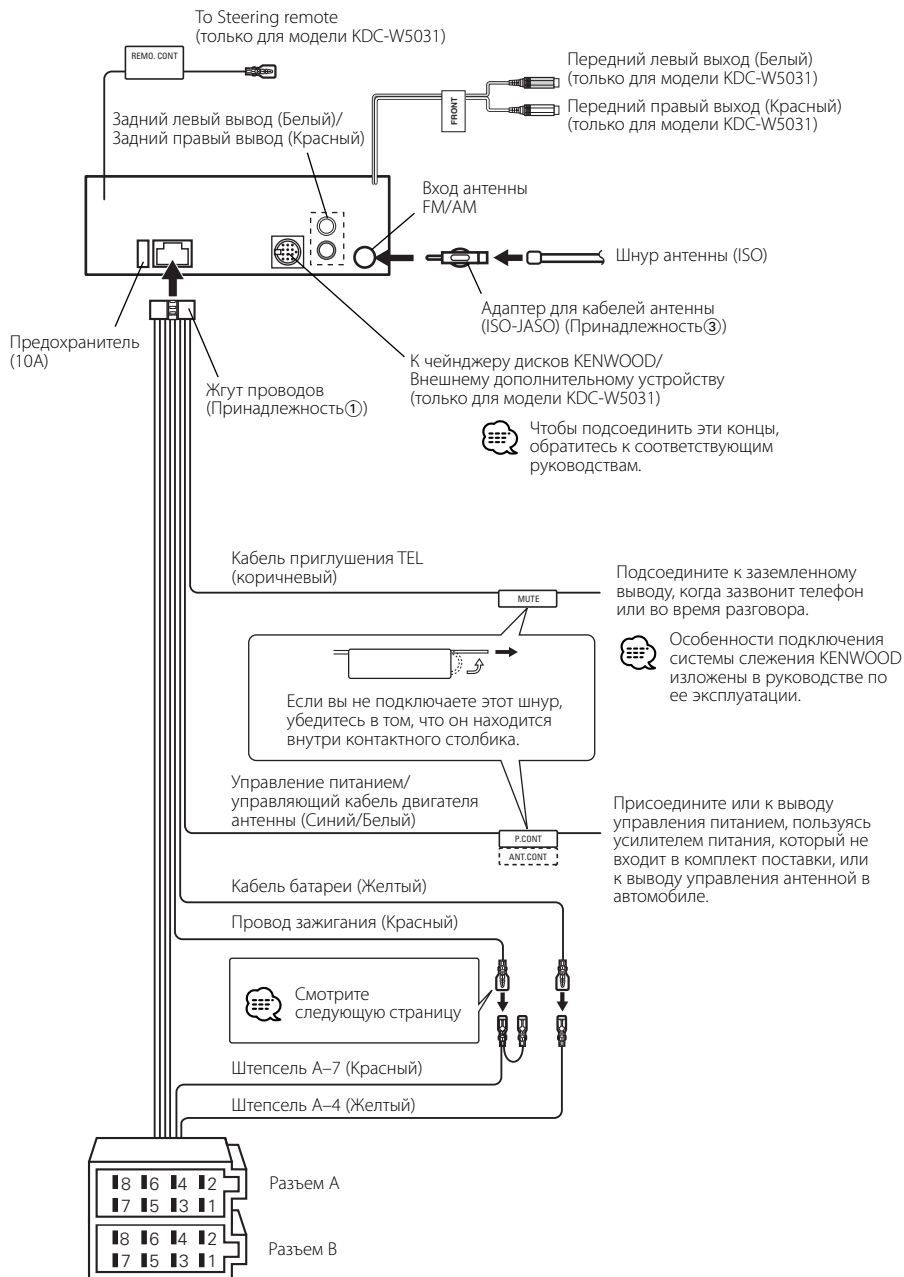 To Steering remote
(только для модели KDC-W5031)
REMO. CONT
Передний левый выход (Белый)
(только для модели KDC-W5031)
FRONT
Передний правый выход (Красный)
(только для модели KDC-W5031)
Задний левый вывод (Белый)/
Задний правый вывод (Красный)
Вход антенны
FM/AM
Шнур антенны (ISO)
Адаптер для кабелей антенны
(ISO-JASO) (Принадлежность③)
Предохранитель
(10A)
К чейнджеру дисков KENWOOD/
Внешнему дополнительному устройству
(только для модели KDC-W5031)
Жгут проводов
(Принадлежность①)
Чтобы подсоединить эти концы,
обратитесь к соответствующим
руководствам.
Кабель приглушения TEL
(коричневый)
MUTE
Подсоедините к заземленному
выводу, когда зазвонит телефон
или во время разговора.
Особенности подключения
системы слежения KENWOOD
изложены в руководстве по
ее эксплуатации.
Если вы не подключаете этот шнур,
убедитесь в том, что он находится
внутри контактного столбика.
Управление питанием/
управляющий кабель двигателя
антенны (Синий/Белый)
P.CONT
ANT.CONT
Присоедините или к выводу
управления питанием, пользуясь
усилителем питания, который не
входит в комплект поставки, или
к выводу управления антенной в
автомобиле.
Кабель батареи (Желтый)
Провод зажигания (Красный)
Смотрите
следующую страницу
Штепсель A–7 (Красный)
Штепсель A–4 (Желтый)
8 6 4 2
7 5 3 1
Разъем A
8 6 4 2
7 5 3 1
Разъем B